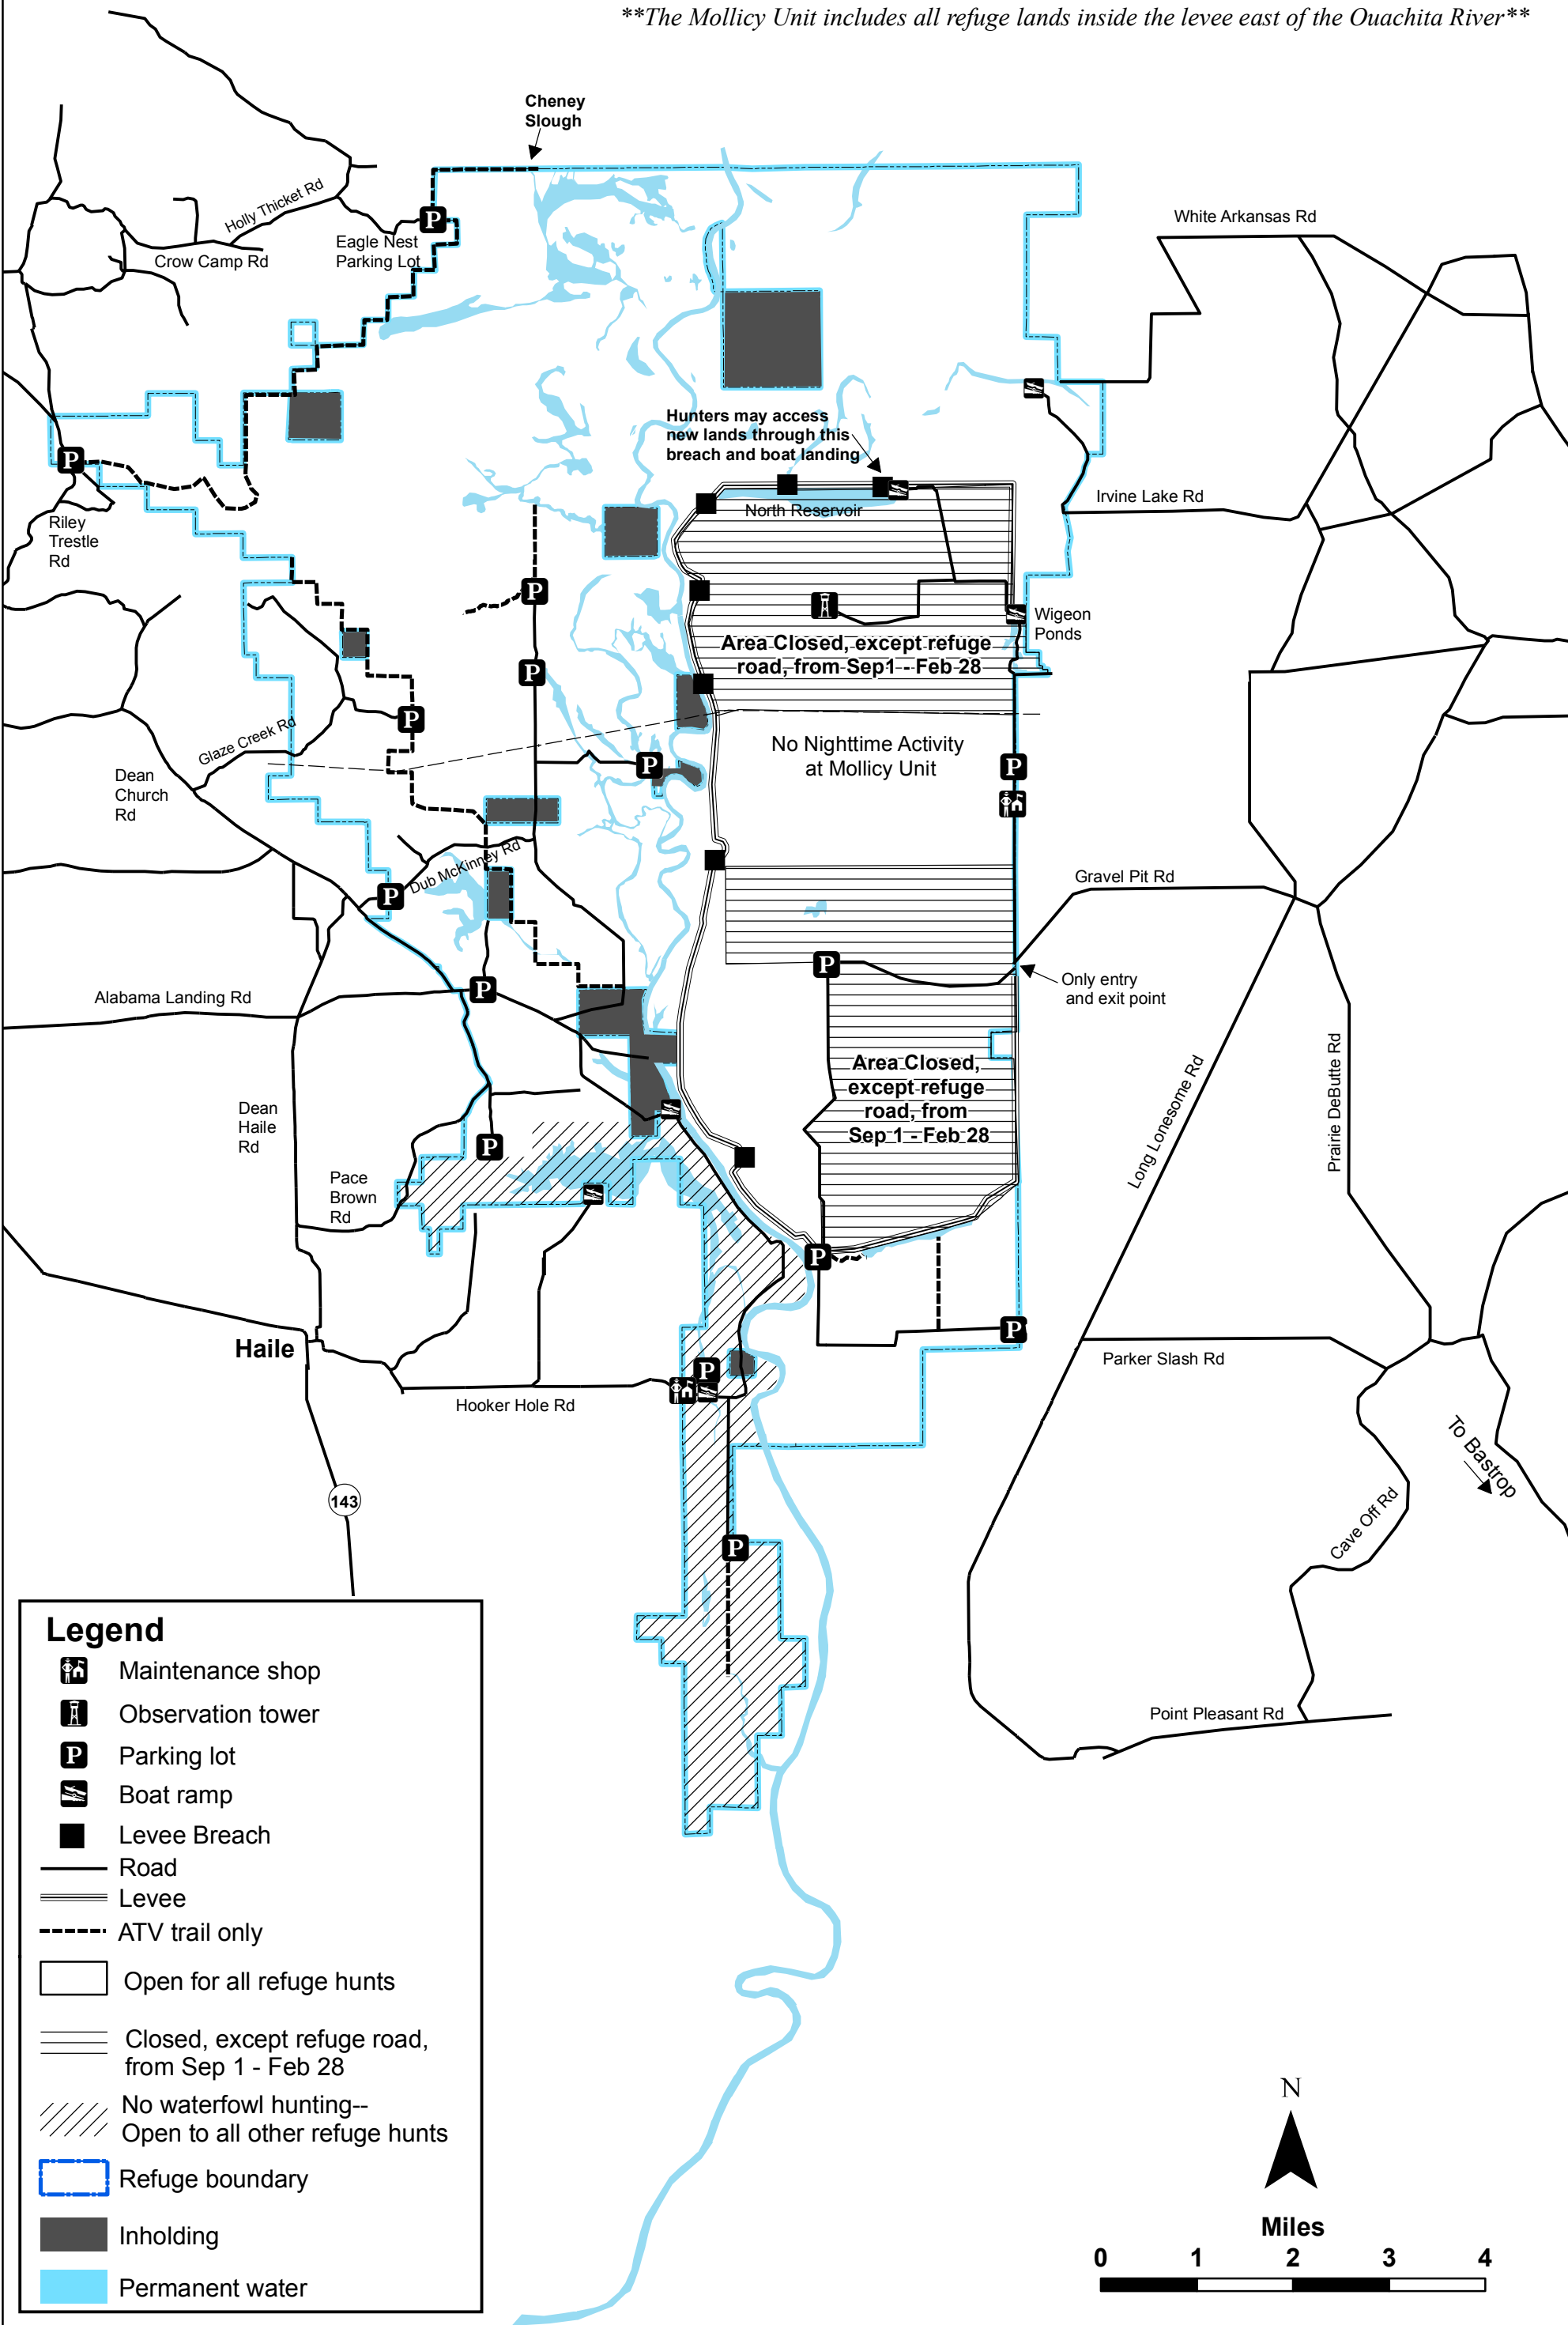 **The Mollicy Unit includes all refuge lands inside the levee east of the Ouachita River**
Cheney
Slough
Holly Thicket Rd
Crow Camp Rd
Eagle Nest
Parking Lot
P
White Arkansas Rd
Hunters may access
new lands through this
breach and boat landing
P
Irvine Lake Rd
North Reservoir
Riley
Trestle
Rd
P
Wigeon
Ponds
Area Closed, except refuge
road, from Sep1 - Feb 28
P
P
Glaze Creek Rd
No Nighttime Activity
at Mollicy Unit
P
P
Dean
Church
Rd
Dub McKinney Rd
P
Gravel Pit Rd
P
Only entry
and exit point
Alabama Landing Rd
P
Area Closed,
except refuge
road, from
Sep 1 - Feb 28
Long Lonesome Rd
Prairie DeButte Rd
Dean
Haile
Rd
P
Pace
Brown
Rd
P
P
Haile
Parker Slash Rd
P
Hooker Hole Rd
To Bastrop
143
Cave Off Rd
P
Point Pleasant Rd
Legend
Maintenance shop
Observation tower
P Parking lot
Boat ramp
Levee Breach
Road
Levee
ATV trail only
Open for all refuge hunts
Closed, except refuge road,
from Sep 1 - Feb 28
No waterfowl hunting--
Open to all other refuge hunts
Refuge boundary
Inholding
Permanent water
N
Miles
0 1 2 3 4